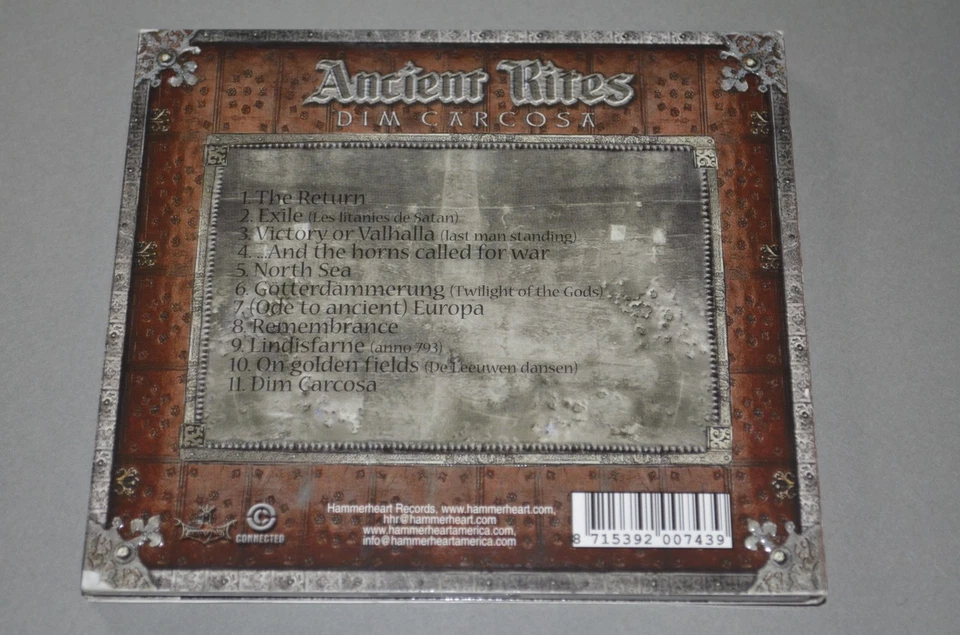 Ancient Rites
DIM CARCOSA
1. The Return
2. Exile (Les litanies de Satan)
3. Victory or Valhalla (last man standing)
4. ...And the horns called for war
5. North Sea
6. Götterdämmerung (Twilight of the Gods)
7. (Ode to ancient) Europa
8. Remembrance
9. Lindisfarne (anno 793)
10. On golden fields (De Leeuwen dansen)
11. Dim Carcosa
Hammerheart Records, www.hammerheart.com,
hhr@hammerheart.com
www.hammerheartamerica.com,
info@hammerheartamerica.com
CONNECTED
8 715392 007439